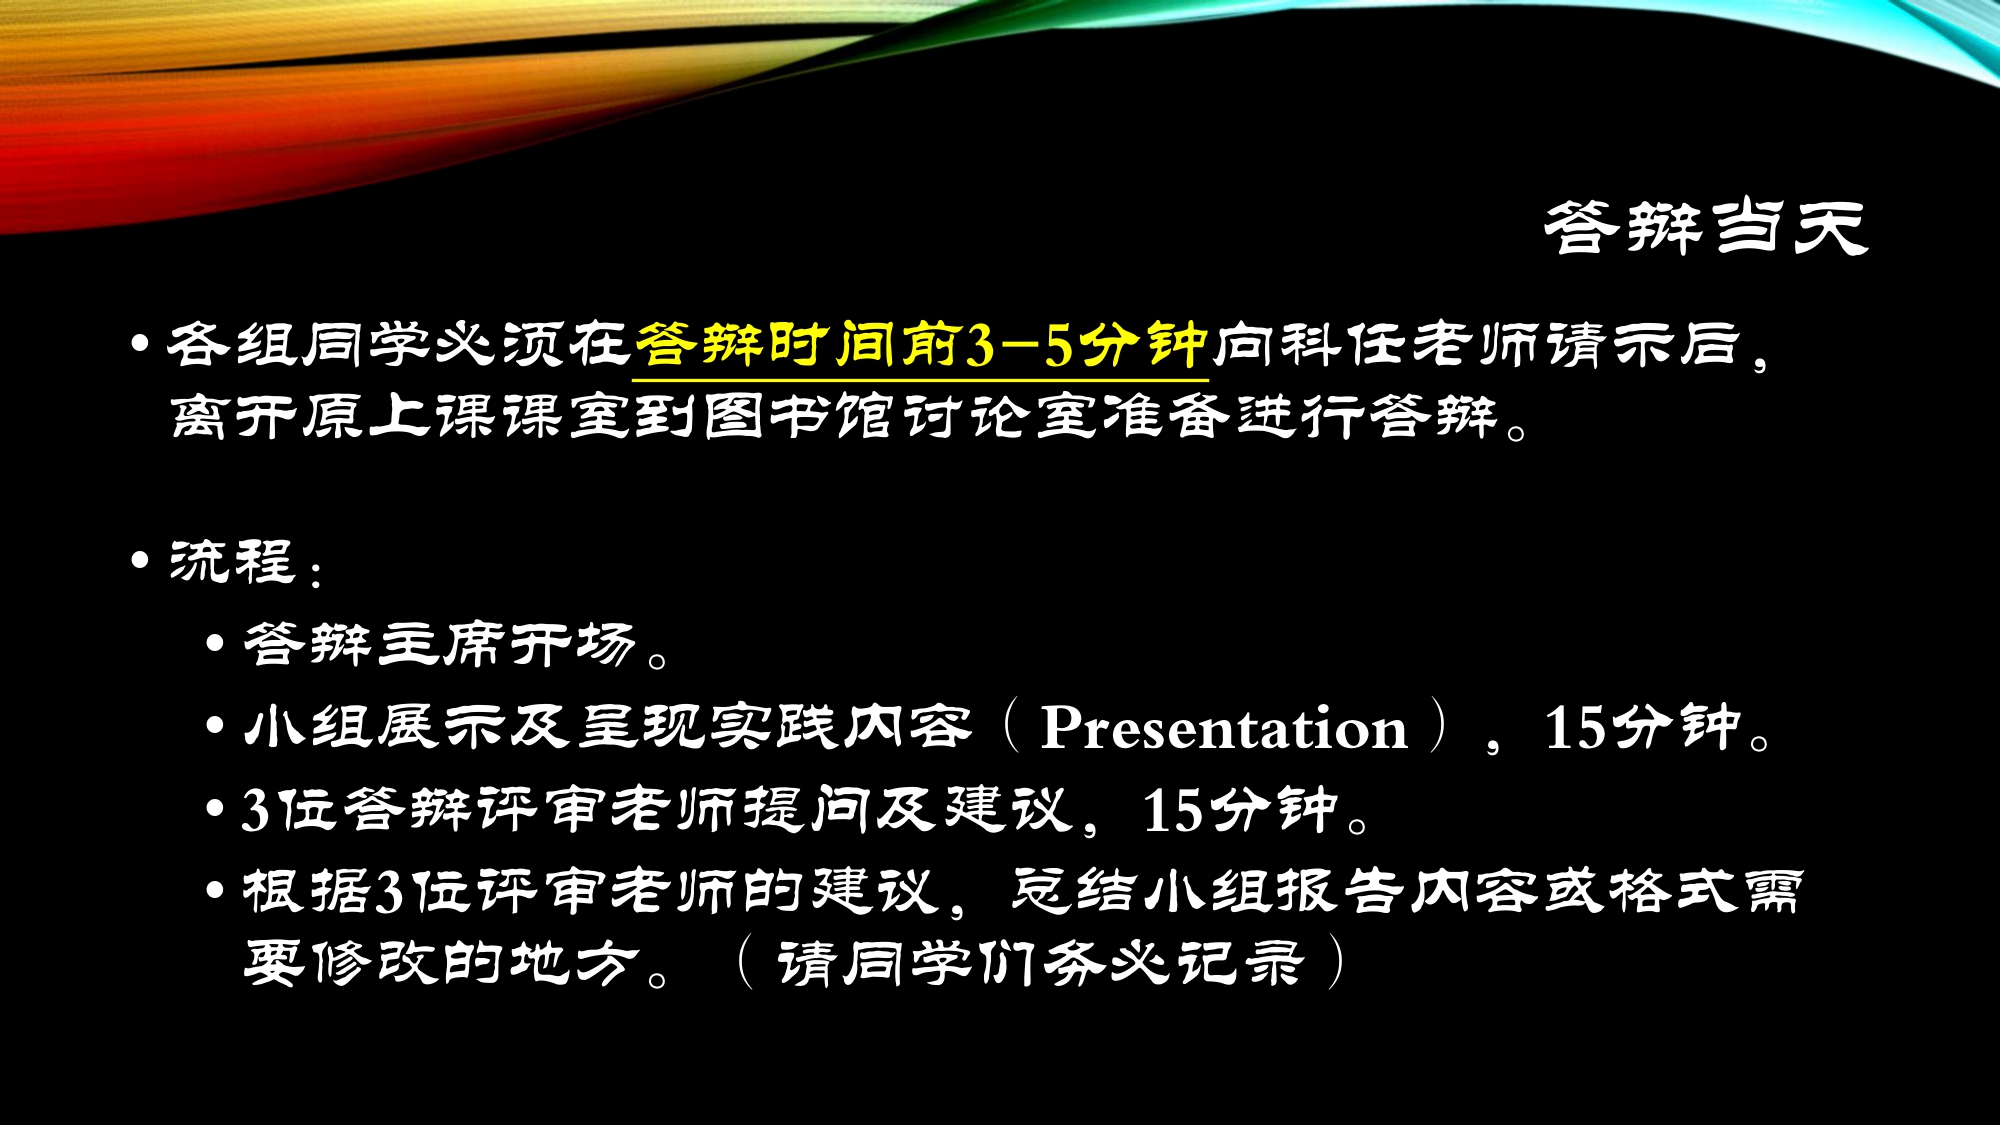 答辩当天
• 各组同学必须在答辩时间前3–5分钟向科任老师请示后，
离开原上课课室到图书馆讨论室准备进行答辩。
• 流程：
• 答辩主席开场。
• 小组展示及呈现实践内容（Presentation），15分钟。
• 3位答辩评审老师提问及建议，15分钟。
• 根据3位评审老师的建议，总结小组报告内容或格式需
要修改的地方。（请同学们务必记录）